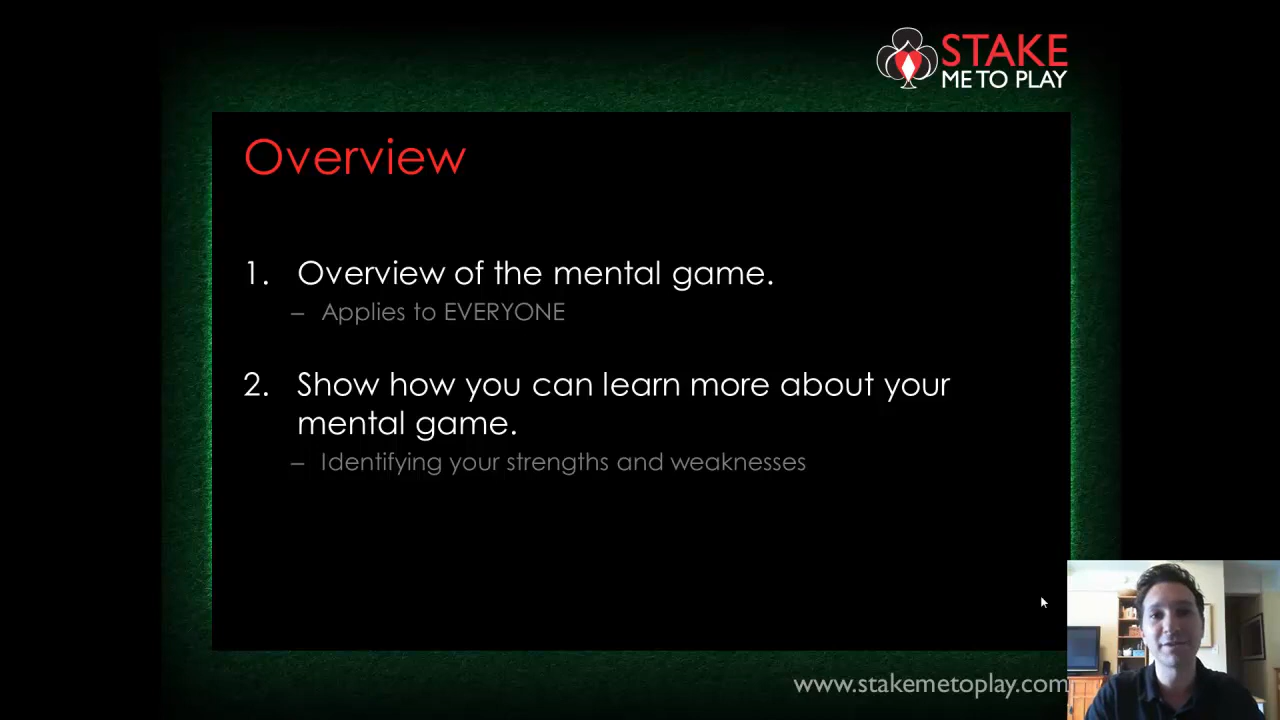 STAKE
ME TO PLAY
Overview
1. Overview of the mental game.
– Applies to EVERYONE
2. Show how you can learn more about your
mental game.
– Identifying your strengths and weaknesses
www.stakemetoplay.com